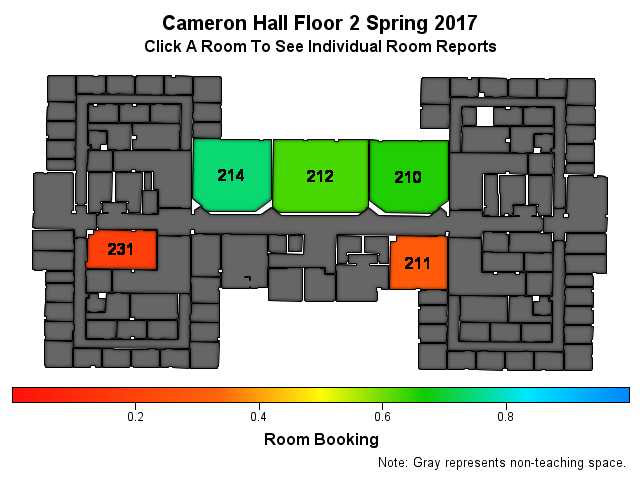 Cameron Hall Floor 2 Spring 2017
Click A Room To See Individual Room Reports
214
212
210
231
211
0.2
0.4
0.6
0.8
Room Booking
Note: Gray represents non-teaching space.